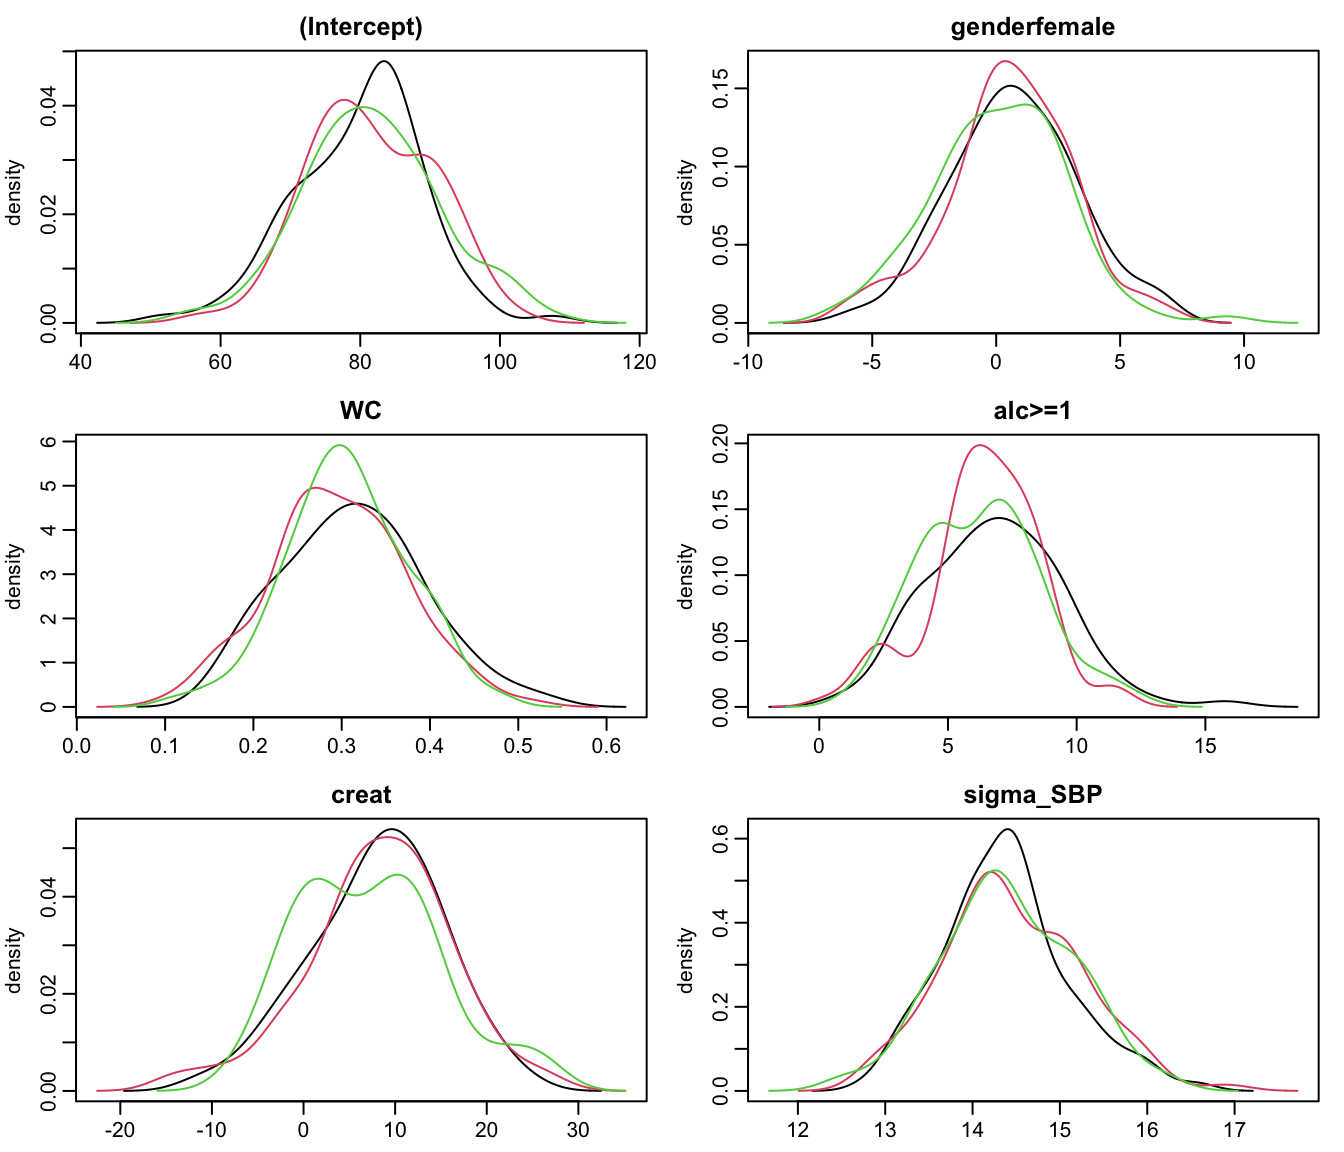 (Intercept)
density
0.00 0.02 0.04
40 60 80 100 120
genderfemale
density
0.00 0.05 0.10 0.15
-10 -5 0 5 10
WC
density
0 1 2 3 4 5 6
0.0 0.1 0.2 0.3 0.4 0.5 0.6
alc>=1
density
0.00 0.05 0.10 0.15 0.20
0 5 10 15
creat
density
0.00 0.02 0.04
-20 -10 0 10 20 30
sigma_SBP
density
0.0 0.2 0.4 0.6
12 13 14 15 16 17